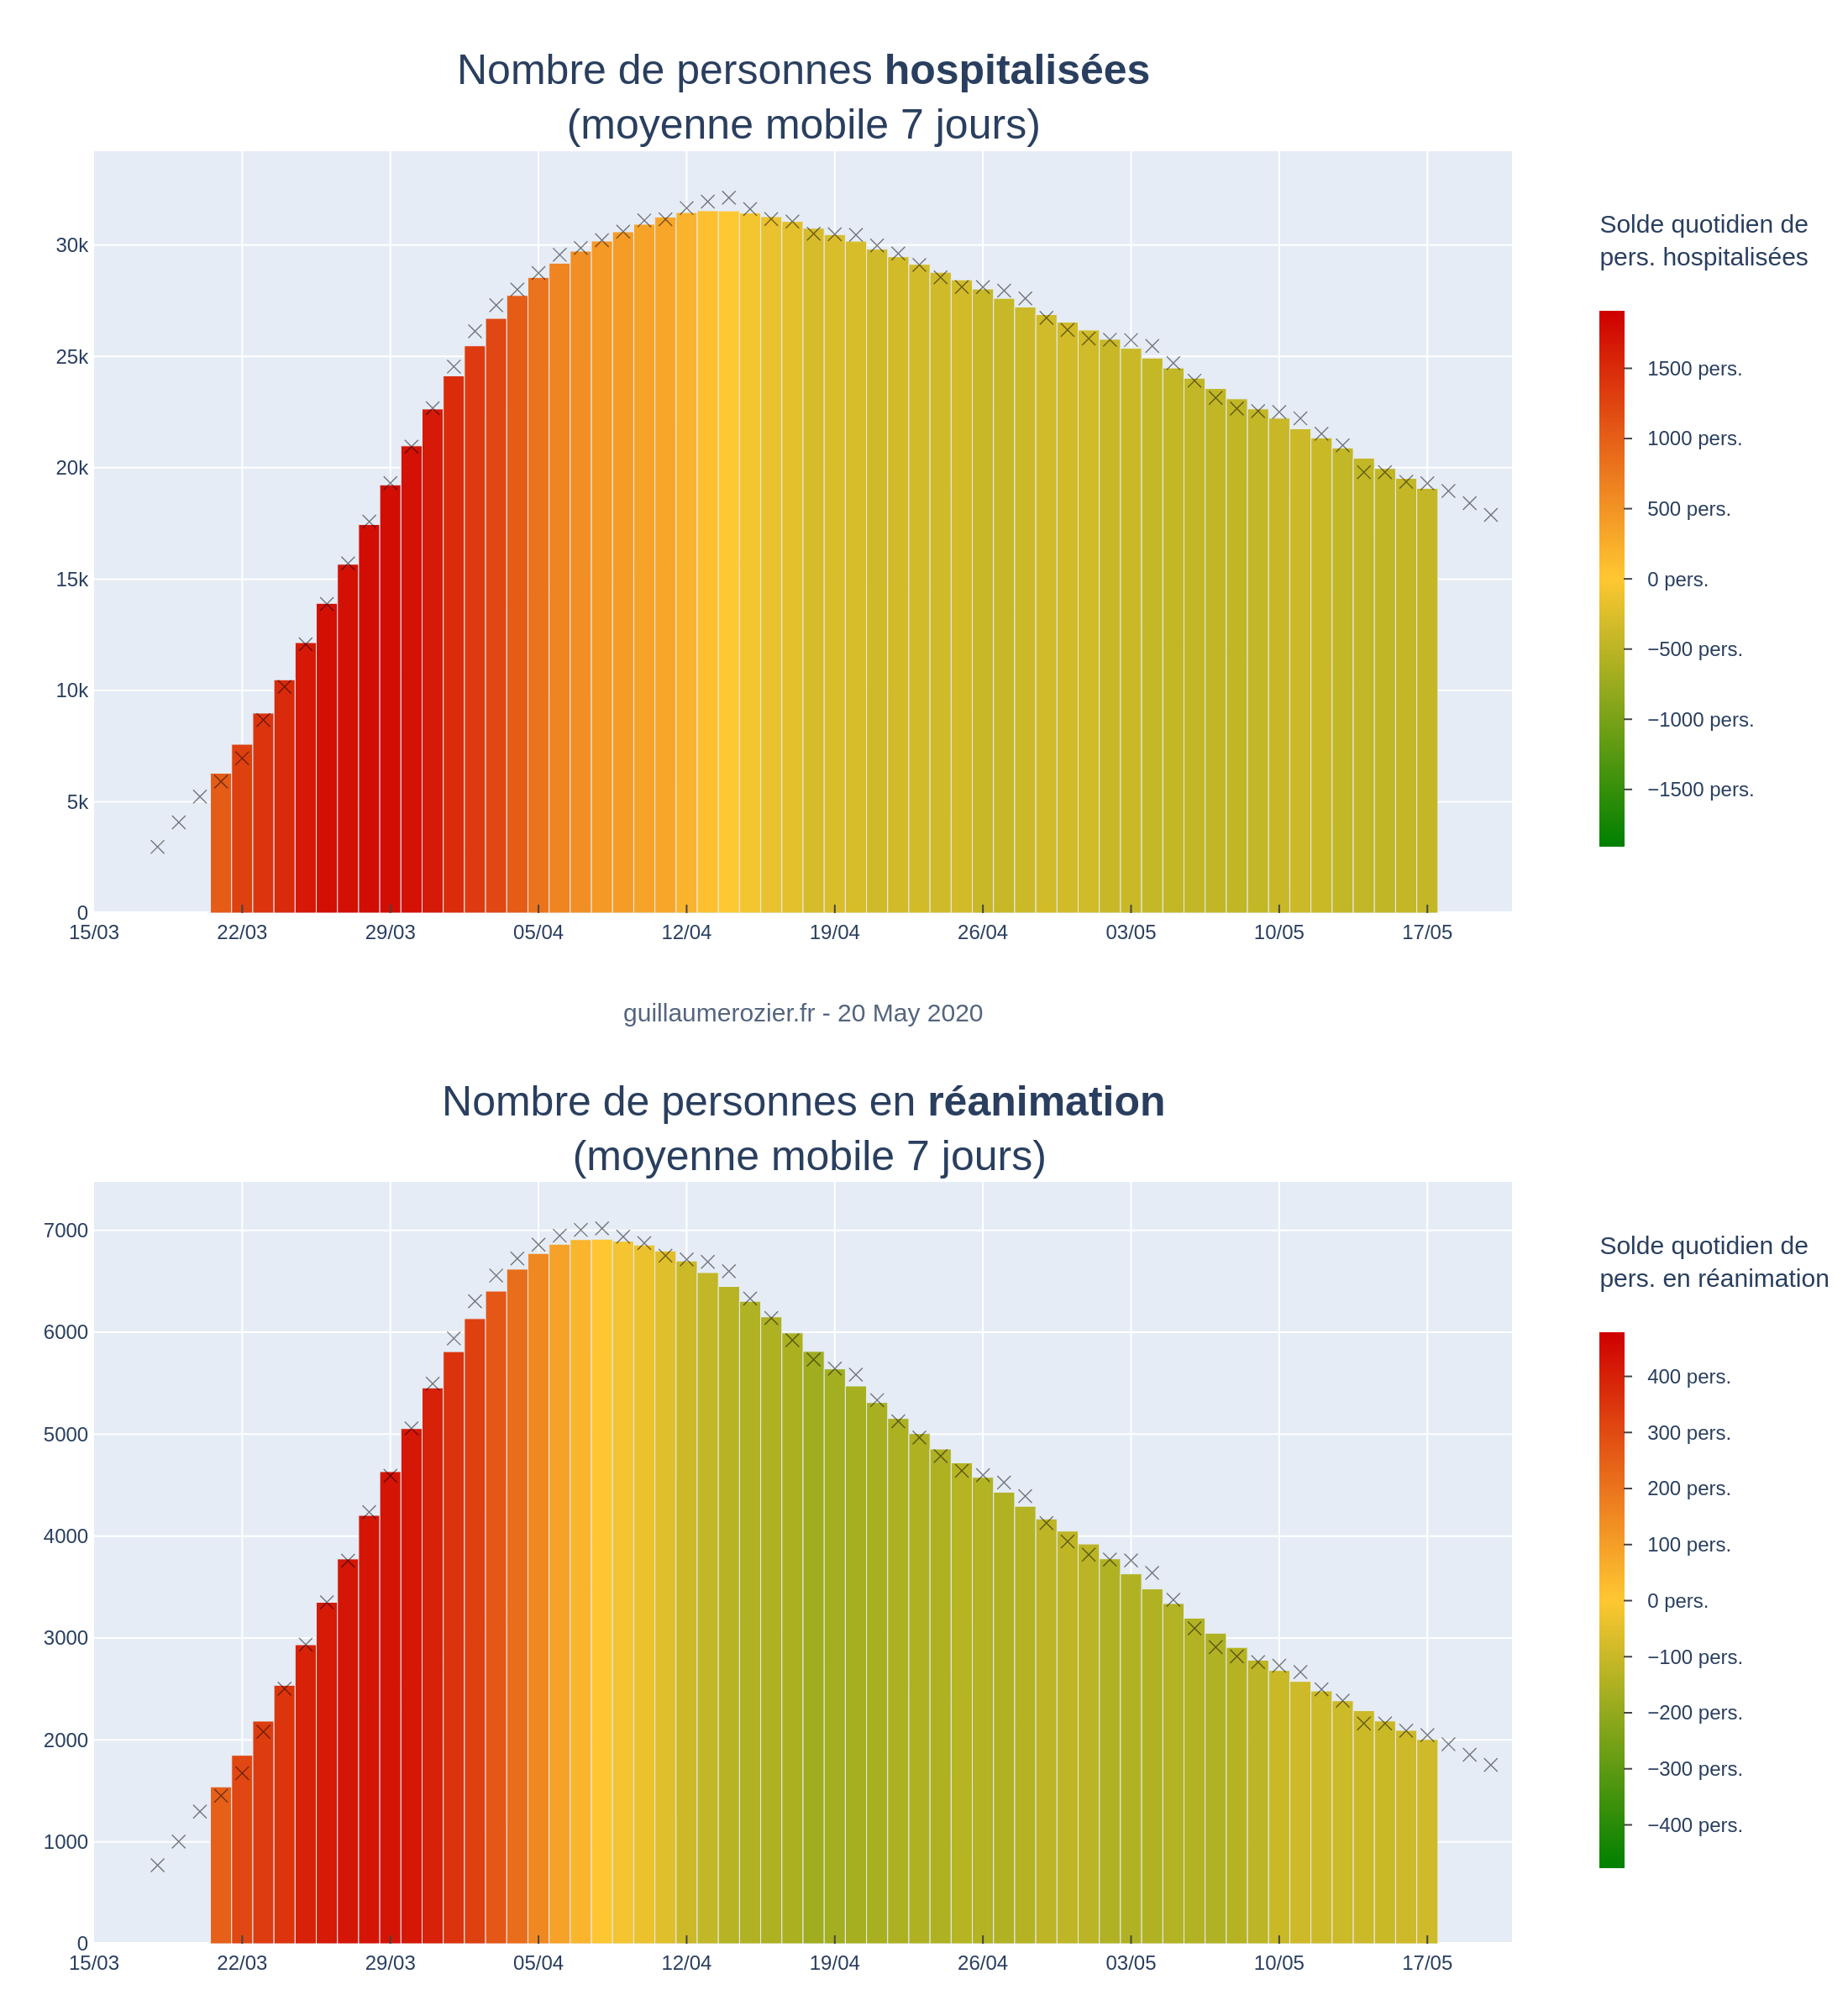 Nombre de personnes hospitalisées
(moyenne mobile 7 jours)
Solde quotidien de
pers. hospitalisées
30k
25k
20k
15k
10k
5k
0
1500 pers.
1000 pers.
500 pers.
0 pers.
−500 pers.
−1000 pers.
−1500 pers.
15/03 22/03 29/03 05/04 12/04 19/04 26/04 03/05 10/05 17/05
guillaumerozier.fr - 20 May 2020
Nombre de personnes en réanimation
(moyenne mobile 7 jours)
Solde quotidien de
pers. en réanimation
7000
6000
5000
4000
3000
2000
1000
0
400 pers.
300 pers.
200 pers.
100 pers.
0 pers.
−100 pers.
−200 pers.
−300 pers.
−400 pers.
15/03 22/03 29/03 05/04 12/04 19/04 26/04 03/05 10/05 17/05